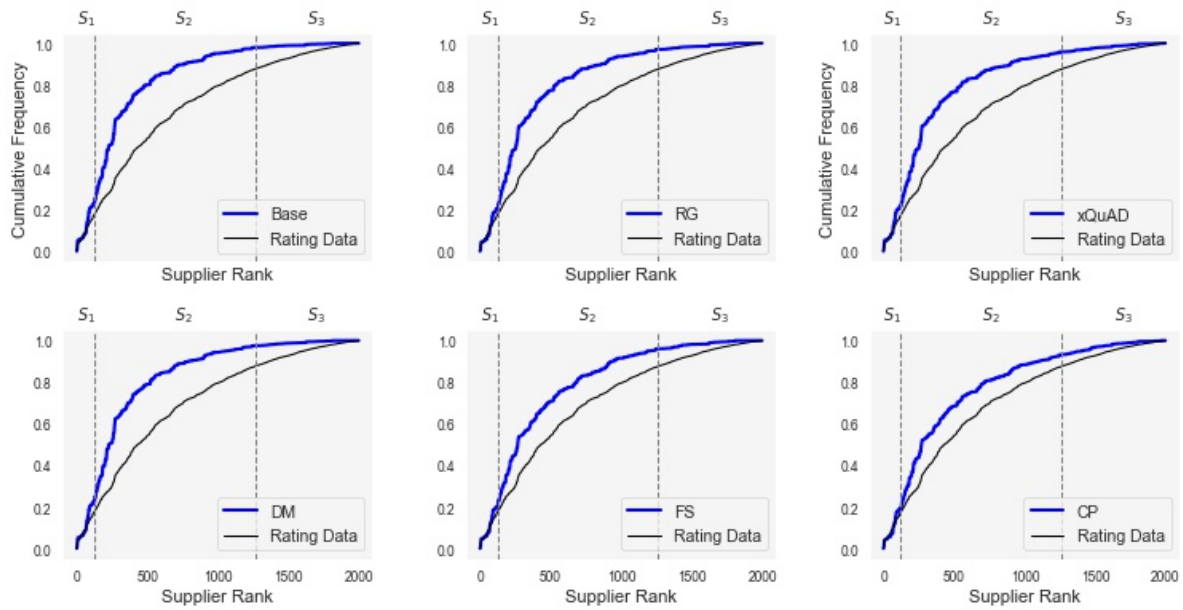 S₁ S₂ S₃
S₁ S₂ S₃
S₁ S₂ S₃
Cumulative Frequency
1.0
0.8
0.6
0.4
0.2
0.0
Base
Rating Data
Supplier Rank
1.0
0.8
0.6
0.4
0.2
0.0
RG
Rating Data
Supplier Rank
Cumulative Frequency
1.0
0.8
0.6
0.4
0.2
0.0
xQuAD
Rating Data
Supplier Rank
S₁ S₂ S₃
S₁ S₂ S₃
S₁ S₂ S₃
1.0
0.8
0.6
0.4
0.2
0.0
DM
Rating Data
0 500 1000 1500 2000
Supplier Rank
1.0
0.8
0.6
0.4
0.2
0.0
FS
Rating Data
0 500 1000 1500 2000
Supplier Rank
1.0
0.8
0.6
0.4
0.2
0.0
CP
Rating Data
0 500 1000 1500 2000
Supplier Rank